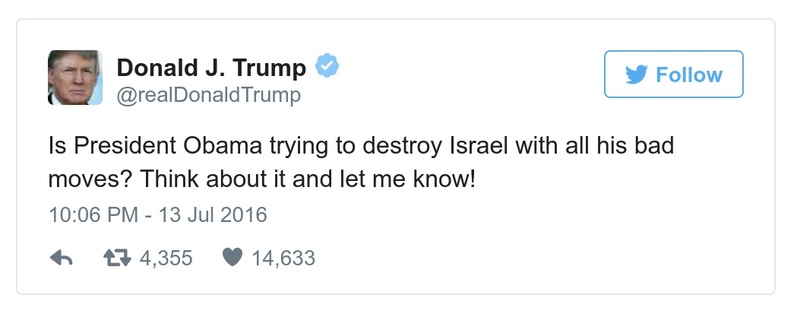 Donald J. Trump
@realDonaldTrump
Follow
Is President Obama trying to destroy Israel with all his bad
moves? Think about it and let me know!
10:06 PM - 13 Jul 2016
4,355 14,633